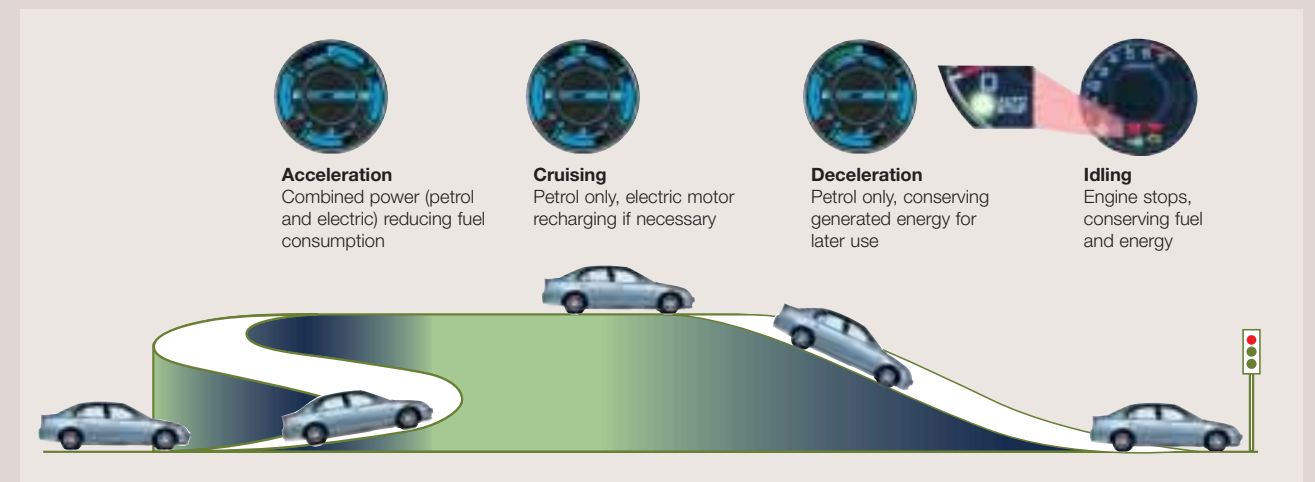 Acceleration
Combined power (petrol
and electric) reducing fuel
consumption
Cruising
Petrol only, electric motor
recharging if necessary
Deceleration
Petrol only, conserving
generated energy for
later use
Idling
Engine stops,
conserving fuel
and energy